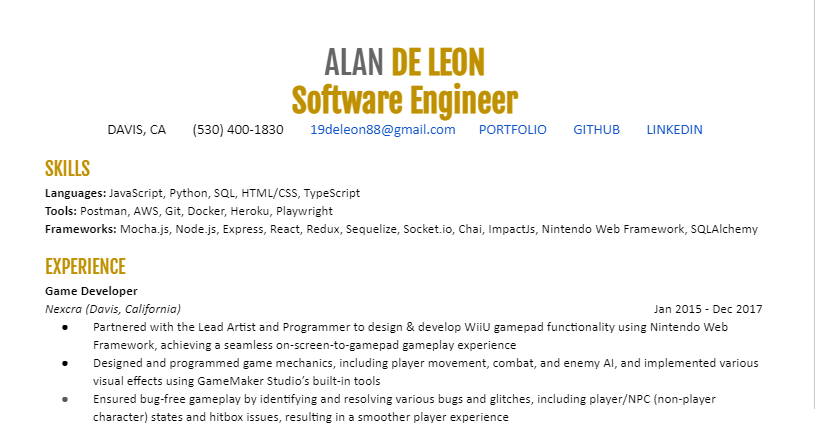 ALAN DE LEON
Software Engineer
DAVIS, CA (530) 400-1830 19deleon88@gmail.com PORTFOLIO GITHUB LINKEDIN
SKILLS
Languages: JavaScript, Python, SQL, HTML/CSS, TypeScript
Tools: Postman, AWS, Git, Docker, Heroku, Playwright
Frameworks: Mocha.js, Node.js, Express, React, Redux, Sequelize, Socket.io, Chai, ImpactJs, Nintendo Web Framework, SQLAlchemy
EXPERIENCE
Game Developer
Nexcra (Davis, California) Jan 2015 - Dec 2017
● Partnered with the Lead Artist and Programmer to design & develop WiiU gamepad functionality using Nintendo Web
Framework, achieving a seamless on-screen-to-gamepad gameplay experience
● Designed and programmed game mechanics, including player movement, combat, and enemy AI, and implemented various
visual effects using GameMaker Studio's built-in tools
● Ensured bug-free gameplay by identifying and resolving various bugs and glitches, including player/NPC (non-player
character) states and hitbox issues, resulting in a smoother player experience